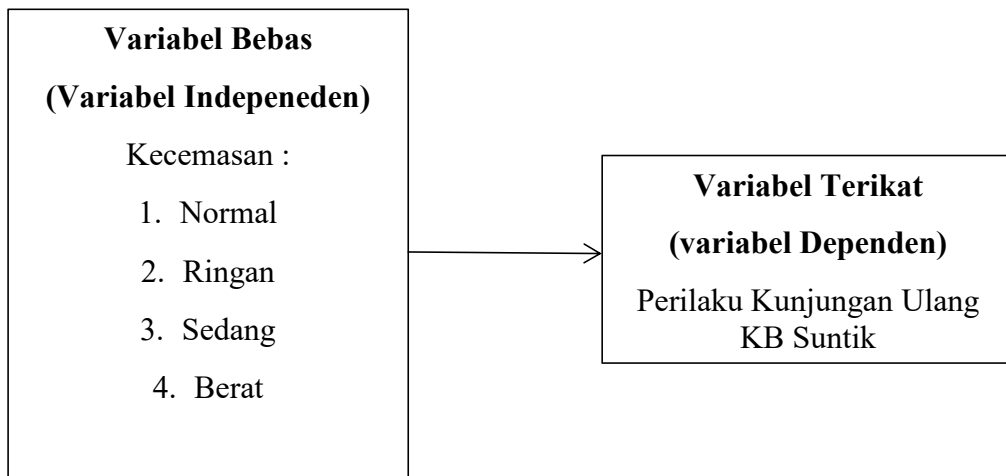 Variabel Bebas
(Variabel Indepeneden)
Kecemasan :
1. Normal
2. Ringan
3. Sedang
4. Berat
Variabel Terikat
(variabel Dependen)
Perilaku Kunjungan Ulang
KB Suntik